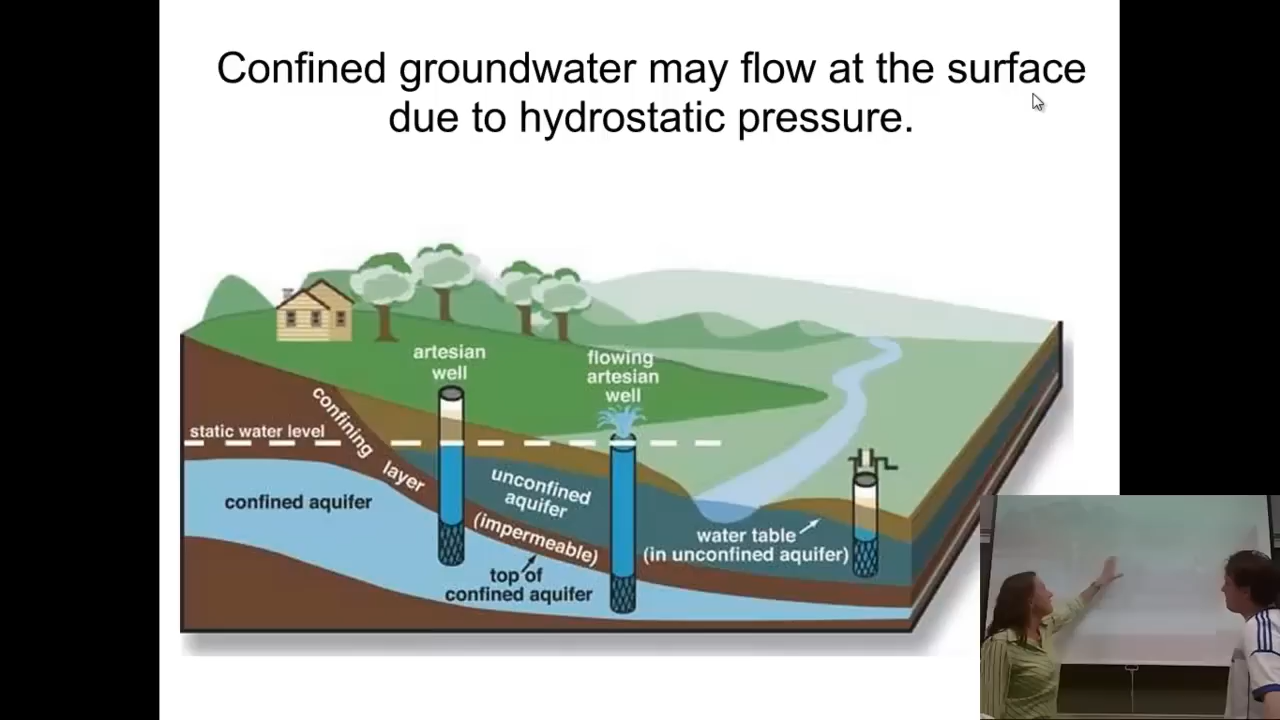 Confined groundwater may flow at the surface
due to hydrostatic pressure.
artesian
well
flowing
artesian
well
static water level
confining
layer
confined aquifer
unconfined
aquifer
(impermeable)
top of
confined aquifer
water table
(in unconfined aquifer)